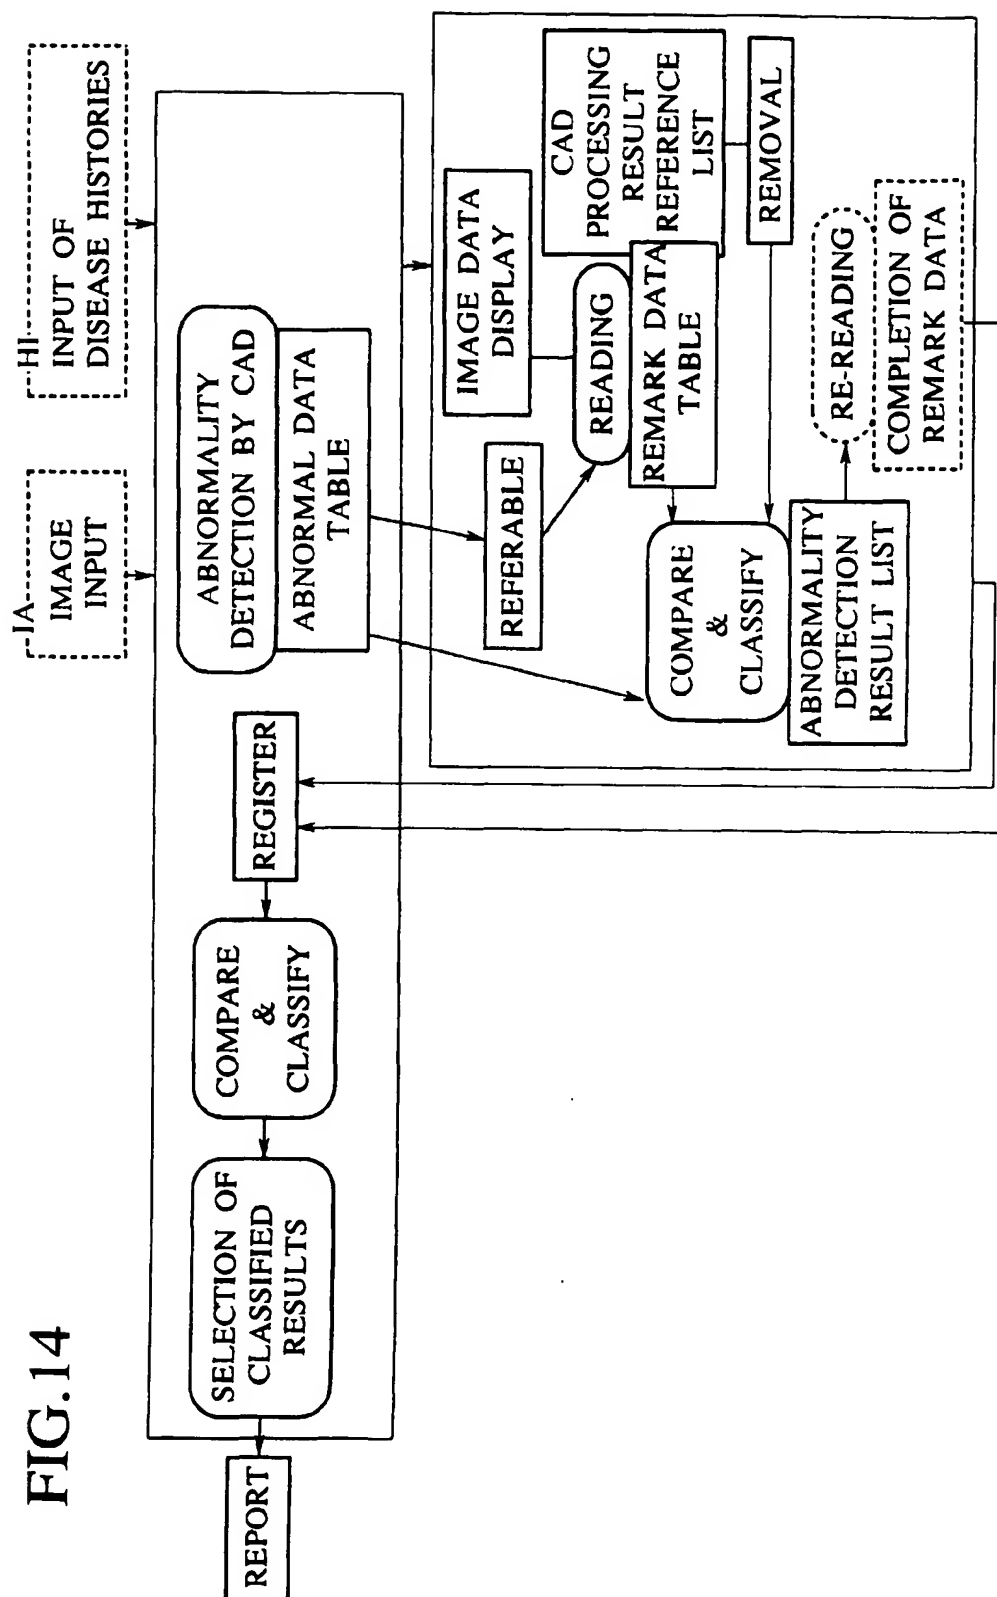 FIG.14
IA
IMAGE
INPUT
HI
INPUT OF
DISEASE HISTORIES
ABNORMALITY
DETECTION BY CAD
ABNORMAL DATA
TABLE
REGISTER
COMPARE
&
CLASSIFY
SELECTION OF
CLASSIFIED
RESULTS
REPORT
IMAGE DATA
DISPLAY
REFERABLE
READING
REMARK DATA
TABLE
CAD
PROCESSING
RESULT
REFERENCE
LIST
REMOVAL
COMPARE
&
CLASSIFY
ABNORMALITY
DETECTION
RESULT LIST
RE-READING
COMPLETION OF
REMARK DATA